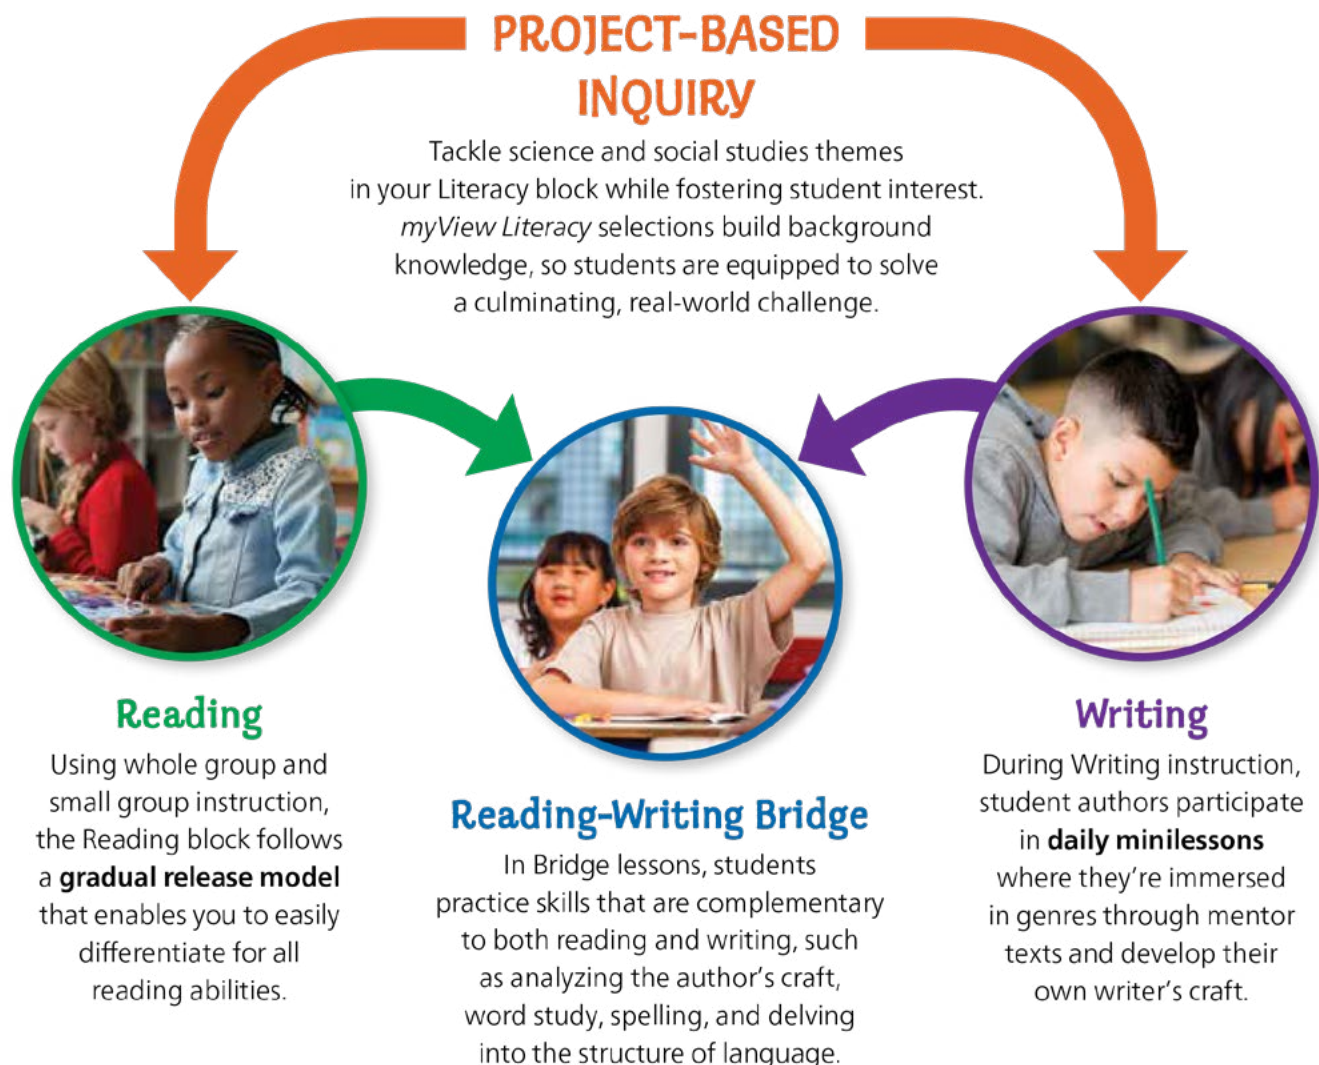 PROJECT-BASED
INQUIRY
Tackle science and social studies themes
in your Literacy block while fostering student interest.
myView Literacy selections build background
knowledge, so students are equipped to solve
a culminating, real-world challenge.
Reading
Using whole group and
small group instruction,
the Reading block follows
a gradual release model
that enables you to easily
differentiate for all
reading abilities.
Reading-Writing Bridge
In Bridge lessons, students
practice skills that are complementary
to both reading and writing, such
as analyzing the author's craft,
word study, spelling, and delving
into the structure of language.
Writing
During Writing instruction,
student authors participate
in daily minilessons
where they're immersed
in genres through mentor
texts and develop their
own writer's craft.